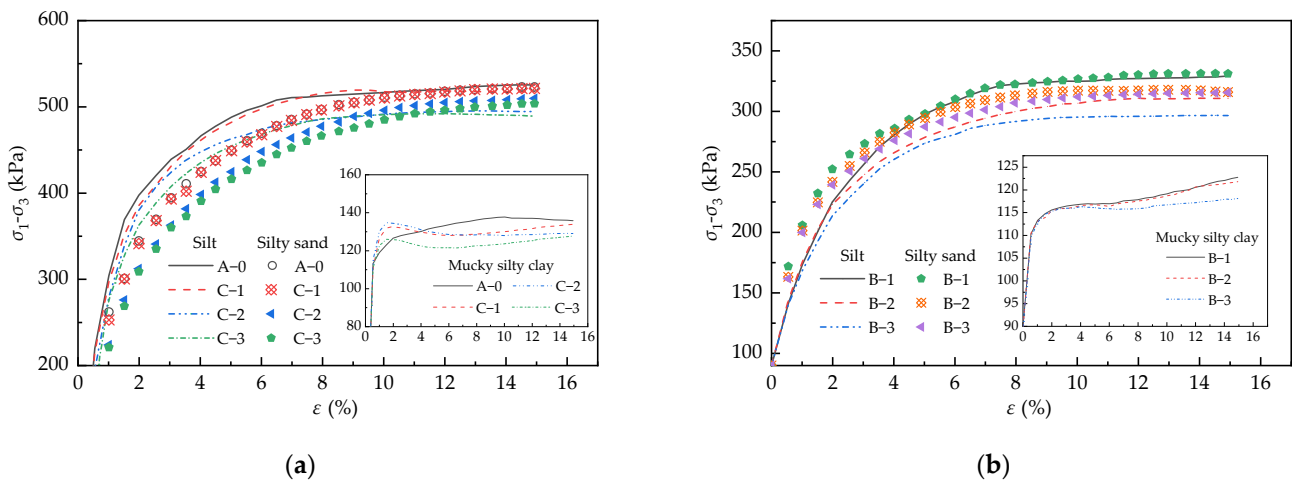 600
500
400
300
200
σ₁-σ₃ (kPa)
0 2 4 6 8 10 12 14 16
ε (%)
Silt Silty sand
A−0 A−0
C−1 C−1
C−2 C−2
C−3 C−3
160
140
120
100
80
0 2 4 6 8 10 12 14 16
Mucky silty clay
A−0 C−2
C−1 C−3
(a)
350
300
250
200
150
100
σ₁-σ₃ (kPa)
0 2 4 6 8 10 12 14 16
ε (%)
Silt Silty sand
B−1 B−1
B−2 B−2
B−3 B−3
125
120
115
110
105
100
95
90
0 2 4 6 8 10 12 14 16
Mucky silty clay
B−1
B−2
B−3
(b)